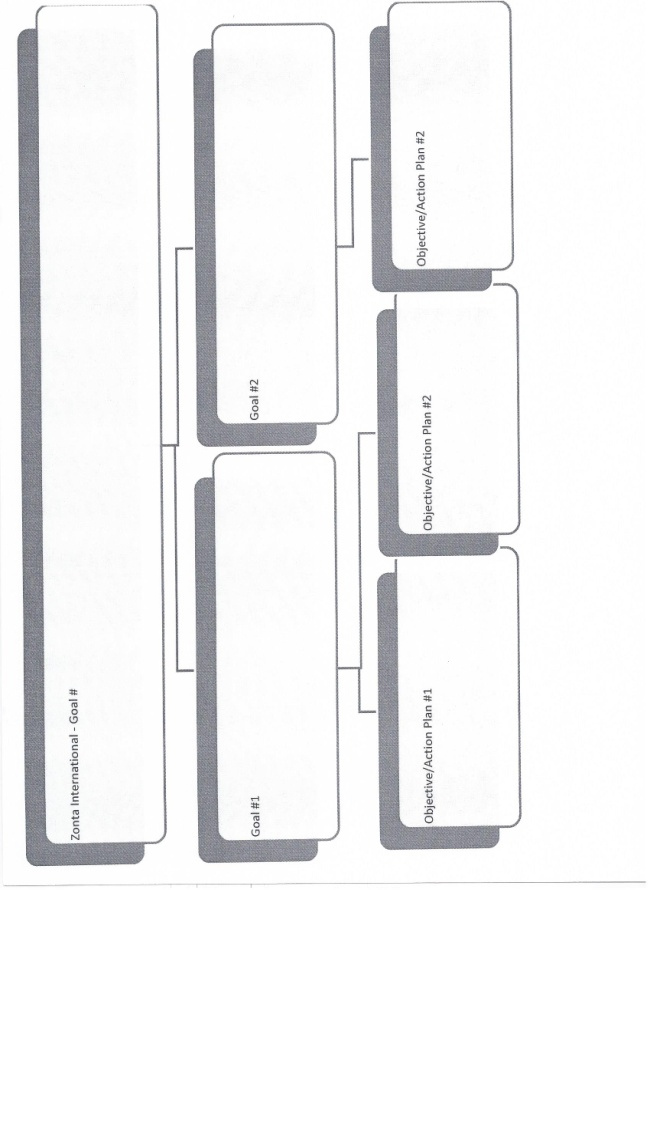 Zonta International - Goal #
Goal #1
Goal #2
Objective/Action Plan #1
Objective/Action Plan #2
Objective/Action Plan #2